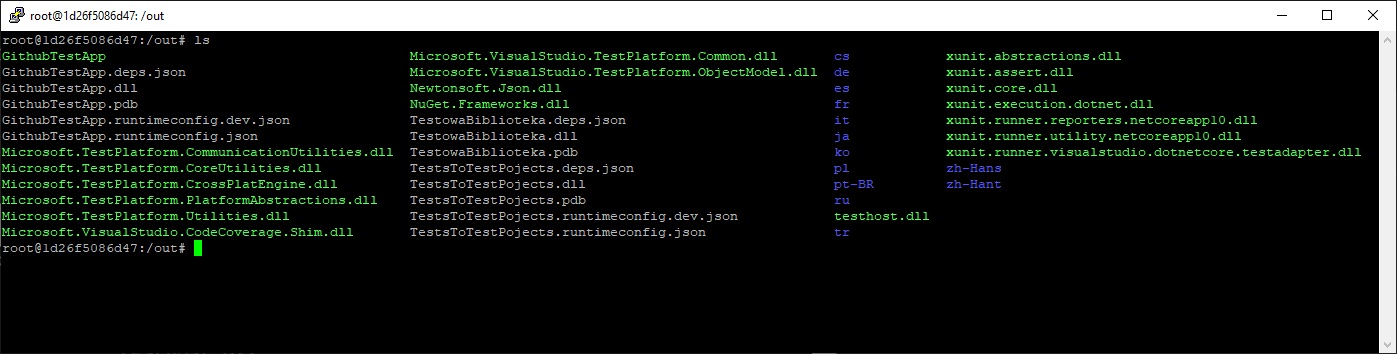 root@1d26f5086d47: /out
root@1d26f5086d47:/out# ls
GithubTestApp Microsoft.VisualStudio.TestPlatform.Common.dll cs xunit.abstractions.dll
GithubTestApp.deps.json Microsoft.VisualStudio.TestPlatform.ObjectModel.dll de xunit.assert.dll
GithubTestApp.dll Newtonsoft.Json.dll es xunit.core.dll
GithubTestApp.pdb NuGet.Frameworks.dll fr xunit.execution.dotnet.dll
GithubTestApp.runtimeconfig.dev.json TestowaBiblioteka.deps.json it xunit.runner.reporters.netcoreapp10.dll
GithubTestApp.runtimeconfig.json TestowaBiblioteka.dll ja xunit.runner.utility.netcoreapp10.dll
Microsoft.TestPlatform.CommunicationUtilities.dll TestowaBiblioteka.pdb ko xunit.runner.visualstudio.dotnetcore.testadapter.dll
Microsoft.TestPlatform.CoreUtilities.dll TestsToTestPojects.deps.json pl zh-Hans
Microsoft.TestPlatform.CrossPlatEngine.dll TestsToTestPojects.dll pt-BR zh-Hant
Microsoft.TestPlatform.PlatformAbstractions.dll TestsToTestPojects.pdb ru
Microsoft.TestPlatform.Utilities.dll TestsToTestPojects.runtimeconfig.dev.json testhost.dll
Microsoft.VisualStudio.CodeCoverage.Shim.dll TestsToTestPojects.runtimeconfig.json tr
root@1d26f5086d47:/out#